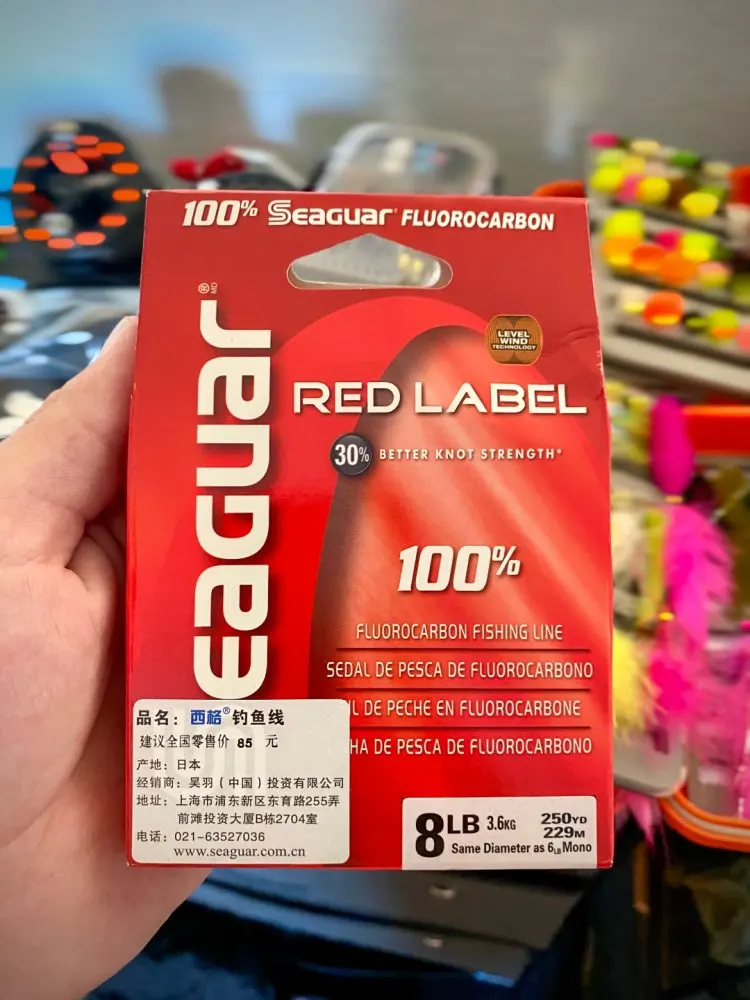 100% Seaguar FLUOROCARBON
eaguar® MD
LEVEL
WIND
TECHNOLOGY
RED LABEL
30% BETTER KNOT STRENGTH*
100%
FLUOROCARBON FISHING LINE
SEDAL DE PESCA DE FLUOROCARBONO
DE PECHE EN FLUOROCARBONE
DE PESCA DE FLUOROCARBONO
品名：西格®钓鱼线
建议全国零售价 85 元
产地：日本
经销商：吴羽（中国）投资有限公司
地址：上海市浦东新区东育路255弄
前滩投资大厦B栋2704室
电话：021-63527036
www.seaguar.com.cn
8LB 3.6KG 250YD
229M
Same Diameter as 6LB Mono